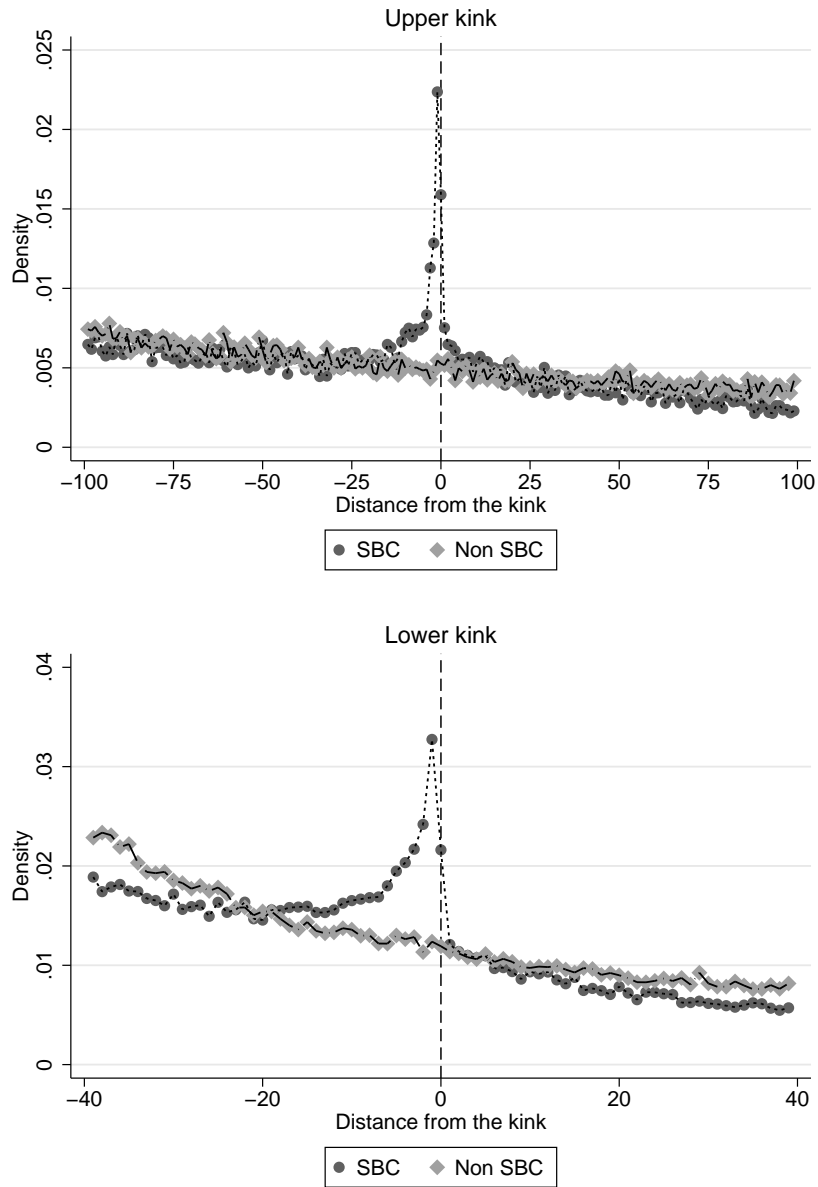 Upper kink
.025
.02
.015
.01
.005
0
Density
−100 −75 −50 −25 0 25 50 75 100
Distance from the kink
SBC Non SBC
Lower kink
.04
.03
.02
.01
0
Density
−40 −20 0 20 40
Distance from the kink
SBC Non SBC